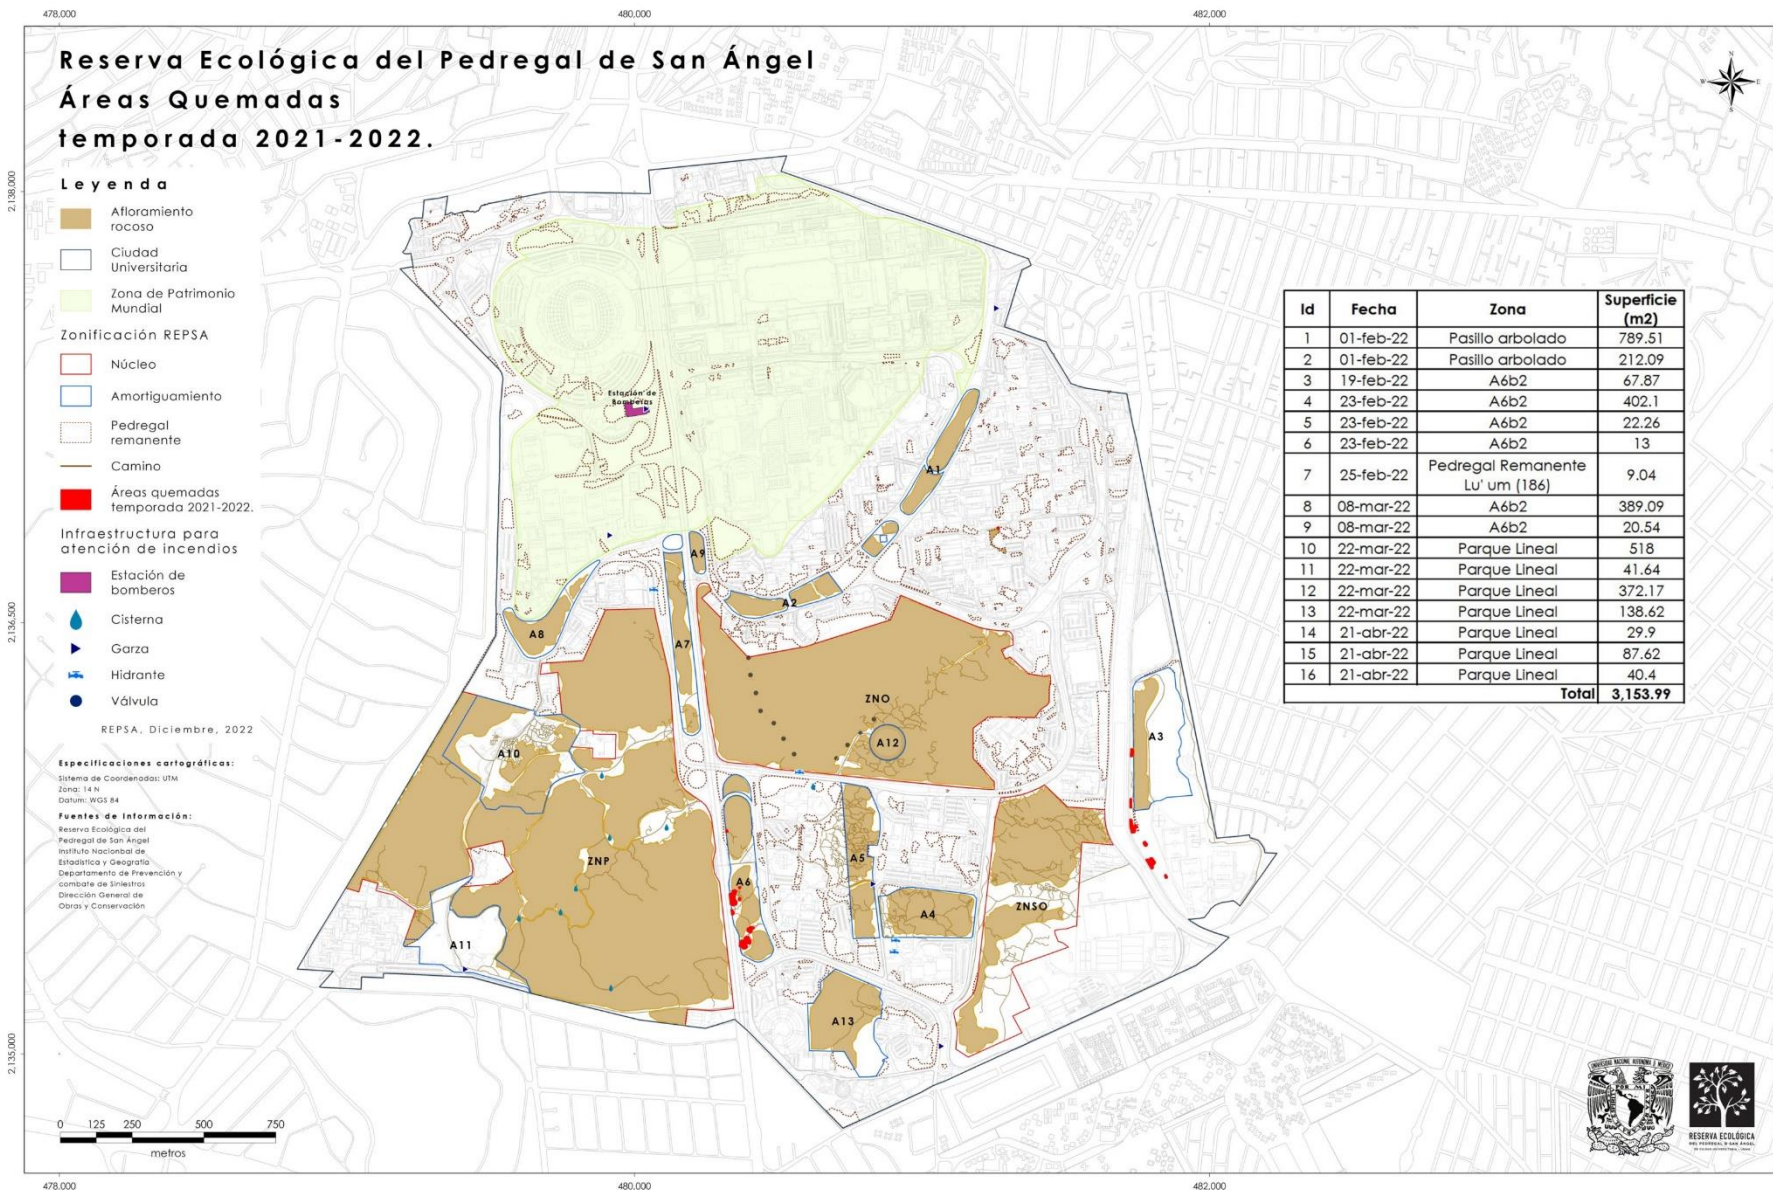 478,000
480,000
482,000
Reserva Ecológica del Pedregal de San Ángel
Áreas Quemadas
temporada 2021-2022.
N
W
E
S
2,138,000
2,136,500
2,135,000
Leyenda
Afloramiento
rocoso
Ciudad
Universitaria
Zona de Patrimonio
Mundial
Zonificación REPSA
Núcleo
Amortiguamiento
Pedregal
remanente
Camino
Áreas quemadas
temporada 2021-2022.
Infraestructura para
atención de incendios
Estación de
bomberos
Cisterna
Garza
Hidrante
Válvula
REPSA, Diciembre, 2022
Especificaciones cartográficas:
Sistema de Coordenadas: UTM
Zona: 14 N
Datum: WGS 84
Fuentes de información:
Reserva Ecológica del
Pedregal de San Ángel
Instituto Nacionbal de
Estadística y Geografía
Departamento de Prevención y
combate de Siniestros
Dirección General de
Obras y Conservación
0 125 250 500 750
metros
Estación de
Bomberos
A1
A9
A2
A8
A7
ZNO
A12
A3
A10
ZNP
A5
A6
A4
ZNSO
A11
A13
Id Fecha Zona Superficie (m2)
1 01-feb-22 Pasillo arbolado 789.51
2 01-feb-22 Pasillo arbolado 212.09
3 19-feb-22 A6b2 67.87
4 23-feb-22 A6b2 402.1
5 23-feb-22 A6b2 22.26
6 23-feb-22 A6b2 13
7 25-feb-22 Pedregal Remanente Lu' um (186) 9.04
8 08-mar-22 A6b2 389.09
9 08-mar-22 A6b2 20.54
10 22-mar-22 Parque Lineal 518
11 22-mar-22 Parque Lineal 41.64
12 22-mar-22 Parque Lineal 372.17
13 22-mar-22 Parque Lineal 138.62
14 21-abr-22 Parque Lineal 29.9
15 21-abr-22 Parque Lineal 87.62
16 21-abr-22 Parque Lineal 40.4
Total 3,153.99
RESERVA ECOLÓGICA
DEL PEDREGAL D SAN ÁNGEL
478,000
480,000
482,000